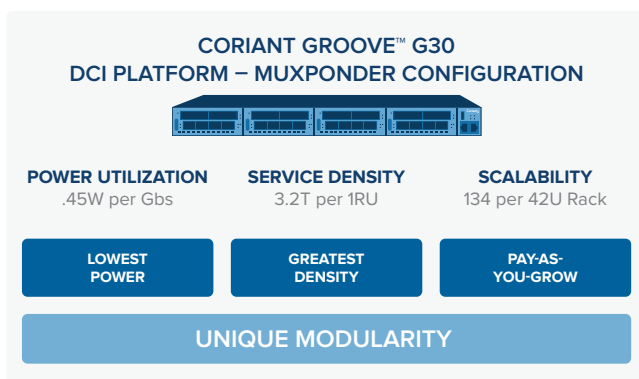 CORIANT GROOVE™ G30
DCI PLATFORM – MUXPONDER CONFIGURATION
POWER UTILIZATION
.45W per Gbs
SERVICE DENSITY
3.2T per 1RU
SCALABILITY
134 per 42U Rack
LOWEST
POWER
GREATEST
DENSITY
PAY-AS-
YOU-GROW
UNIQUE MODULARITY